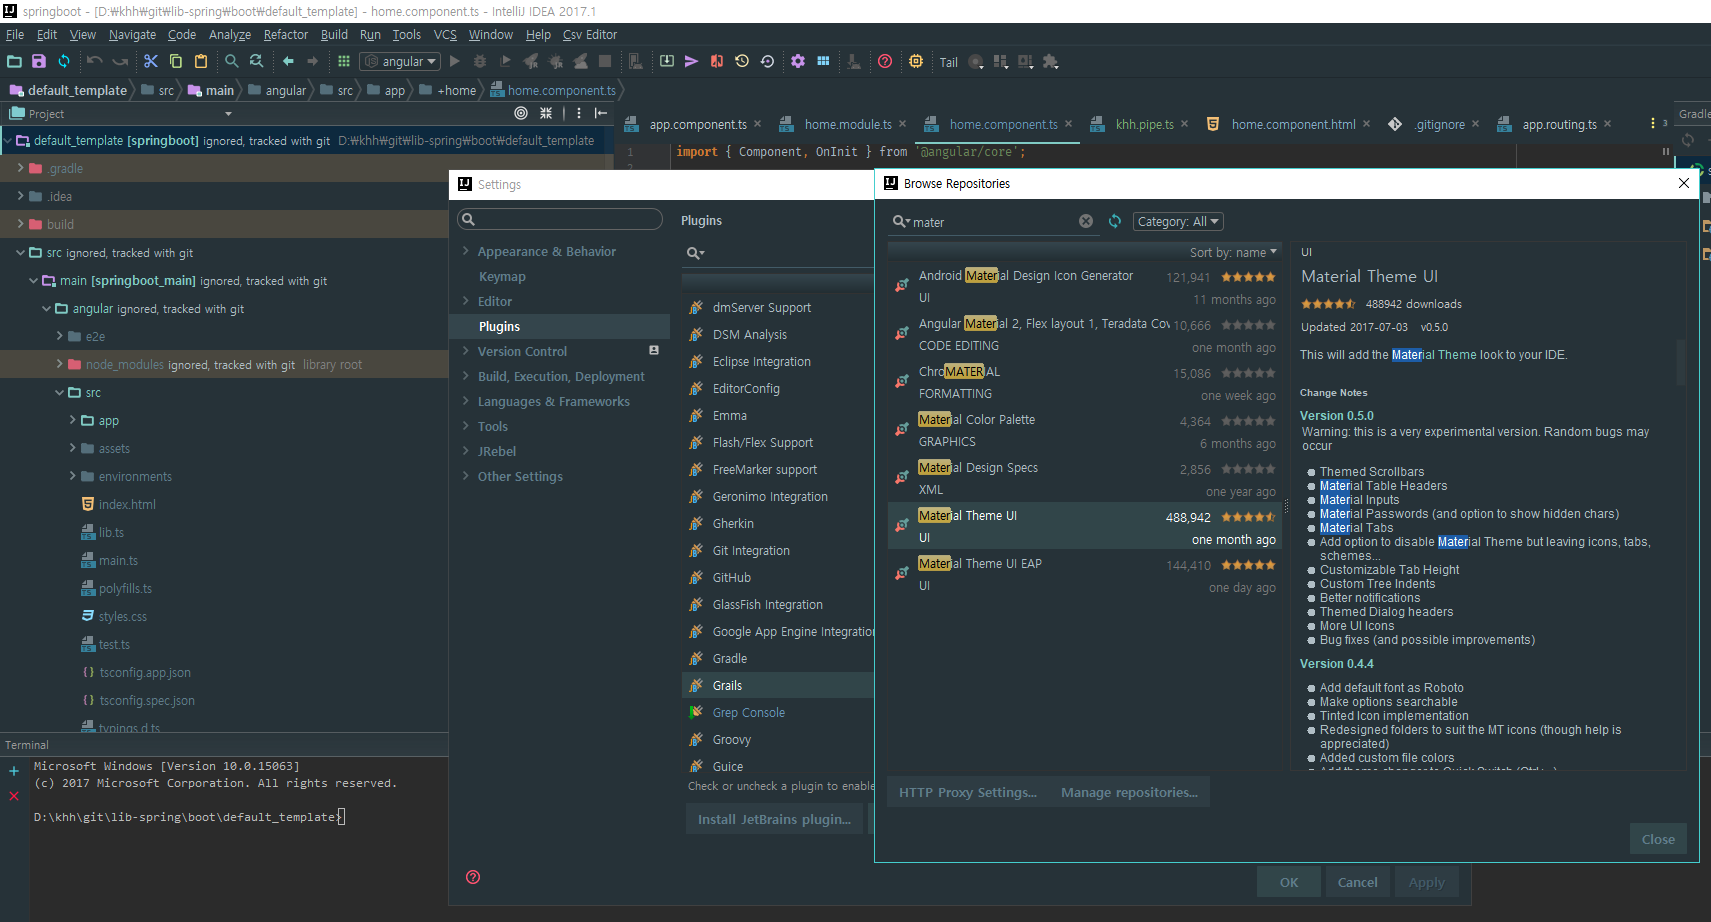 springboot - [D:₩khh₩git₩lib-spring₩boot₩default_template] - home.component.ts - IntelliJ IDEA 2017.1
File Edit View Navigate Code Analyze Refactor Build Run Tools VCS Window Help Csv Editor
angular
Tail
default_template src main angular src app +home home.component.ts
Project
app.component.ts home.module.ts home.component.ts khh.pipe.ts home.component.html .gitignore app.routing.ts
3
Gradle
default_template [springboot] ignored, tracked with git D:₩khh₩git₩lib-spring₩boot₩default_template
1 import { Component, OnInit } from '@angular/core';
2
.gradle
.idea
build
src ignored, tracked with git
main [springboot_main] ignored, tracked with git
angular ignored, tracked with git
e2e
node_modules ignored, tracked with git library root
src
app
assets
environments
index.html
lib.ts
main.ts
polyfills.ts
styles.css
test.ts
tsconfig.app.json
tsconfig.spec.json
typings.d.ts
Terminal
Microsoft Windows [Version 10.0.15063]
(c) 2017 Microsoft Corporation. All rights reserved.
D:\khh\git\lib-spring\boot\default_template>
Settings
Appearance & Behavior
Keymap
Editor
Plugins
Version Control
Build, Execution, Deployment
Languages & Frameworks
Tools
JRebel
Other Settings
Plugins
dmServer Support
DSM Analysis
Eclipse Integration
EditorConfig
Emma
Flash/Flex Support
FreeMarker support
Geronimo Integration
Gherkin
Git Integration
GitHub
GlassFish Integration
Google App Engine Integration
Gradle
Grails
Grep Console
Groovy
Guice
Check or uncheck a plugin to enable
Install JetBrains plugin...
OK Cancel Apply
Browse Repositories
mater
Category: All
Sort by: name
Android Material Design Icon Generator 121,941
UI 11 months ago
Angular Material 2, Flex layout 1, Teradata Cov 10,666
CODE EDITING one month ago
ChroMATERIAL 15,086
FORMATTING one week ago
Material Color Palette 4,364
GRAPHICS 6 months ago
Material Design Specs 2,856
XML one year ago
Material Theme UI 488,942
UI one month ago
Material Theme UI EAP 144,410
UI one day ago
UI
Material Theme UI
488942 downloads
Updated 2017-07-03 v0.5.0
This will add the Material Theme look to your IDE.
Change Notes
Version 0.5.0
Warning: this is a very experimental version. Random bugs may
occur
Themed Scrollbars
Material Table Headers
Material Inputs
Material Passwords (and option to show hidden chars)
Material Tabs
Add option to disable Material Theme but leaving icons, tabs,
schemes...
Customizable Tab Height
Custom Tree Indents
Better notifications
Themed Dialog headers
More UI Icons
Bug fixes (and possible improvements)
Version 0.4.4
Add default font as Roboto
Make options searchable
Tinted Icon implementation
Redesigned folders to suit the MT icons (though help is
appreciated)
Added custom file colors
HTTP Proxy Settings... Manage repositories...
Close